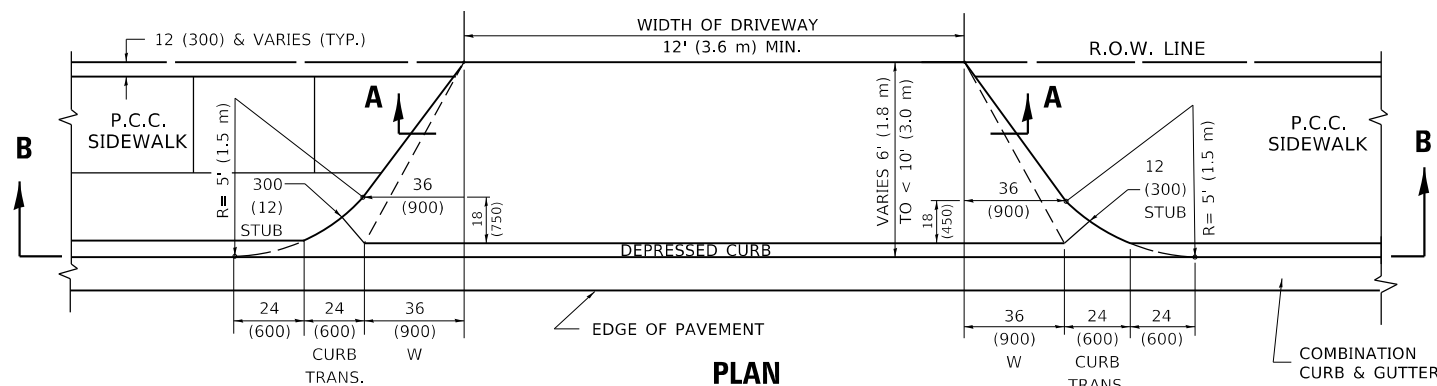 WIDTH OF DRIVEWAY
12' (3.6 m) MIN.
12 (300) & VARIES (TYP.)
R.O.W. LINE
A
A
P.C.C.
SIDEWALK
P.C.C.
SIDEWALK
B
B
R= 5' (1.5 m)
300
(12)
STUB
36
(900)
18
(750)
VARIES 6' (1.8 m)
TO < 10' (3.0 m)
36
(900)
18
(450)
12
(300)
STUB
R= 5' (1.5 m)
DEPRESSED CURB
24
(600)
24
(600)
CURB
TRANS.
36
(900)
W
EDGE OF PAVEMENT
PLAN
36
(900)
W
24
(600)
CURB
TRANS.
24
(600)
COMBINATION
CURB & GUTTER